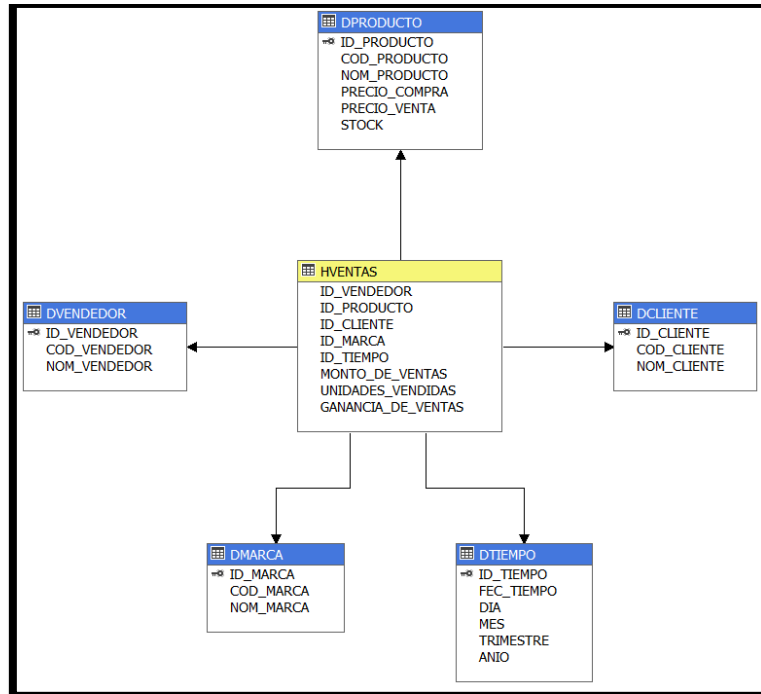 DPRODUCTO
ID_PRODUCTO
COD_PRODUCTO
NOM_PRODUCTO
PRECIO_COMPRA
PRECIO_VENTA
STOCK
HVENTAS
ID_VENDEDOR
ID_PRODUCTO
ID_CLIENTE
ID_MARCA
ID_TIEMPO
MONTO_DE_VENTAS
UNIDADES_VENDIDAS
GANANCIA_DE_VENTAS
DVENDEDOR
ID_VENDEDOR
COD_VENDEDOR
NOM_VENDEDOR
DCLIENTE
ID_CLIENTE
COD_CLIENTE
NOM_CLIENTE
DMARCA
ID_MARCA
COD_MARCA
NOM_MARCA
DTIEMPO
ID_TIEMPO
FEC_TIEMPO
DIA
MES
TRIMESTRE
ANIO